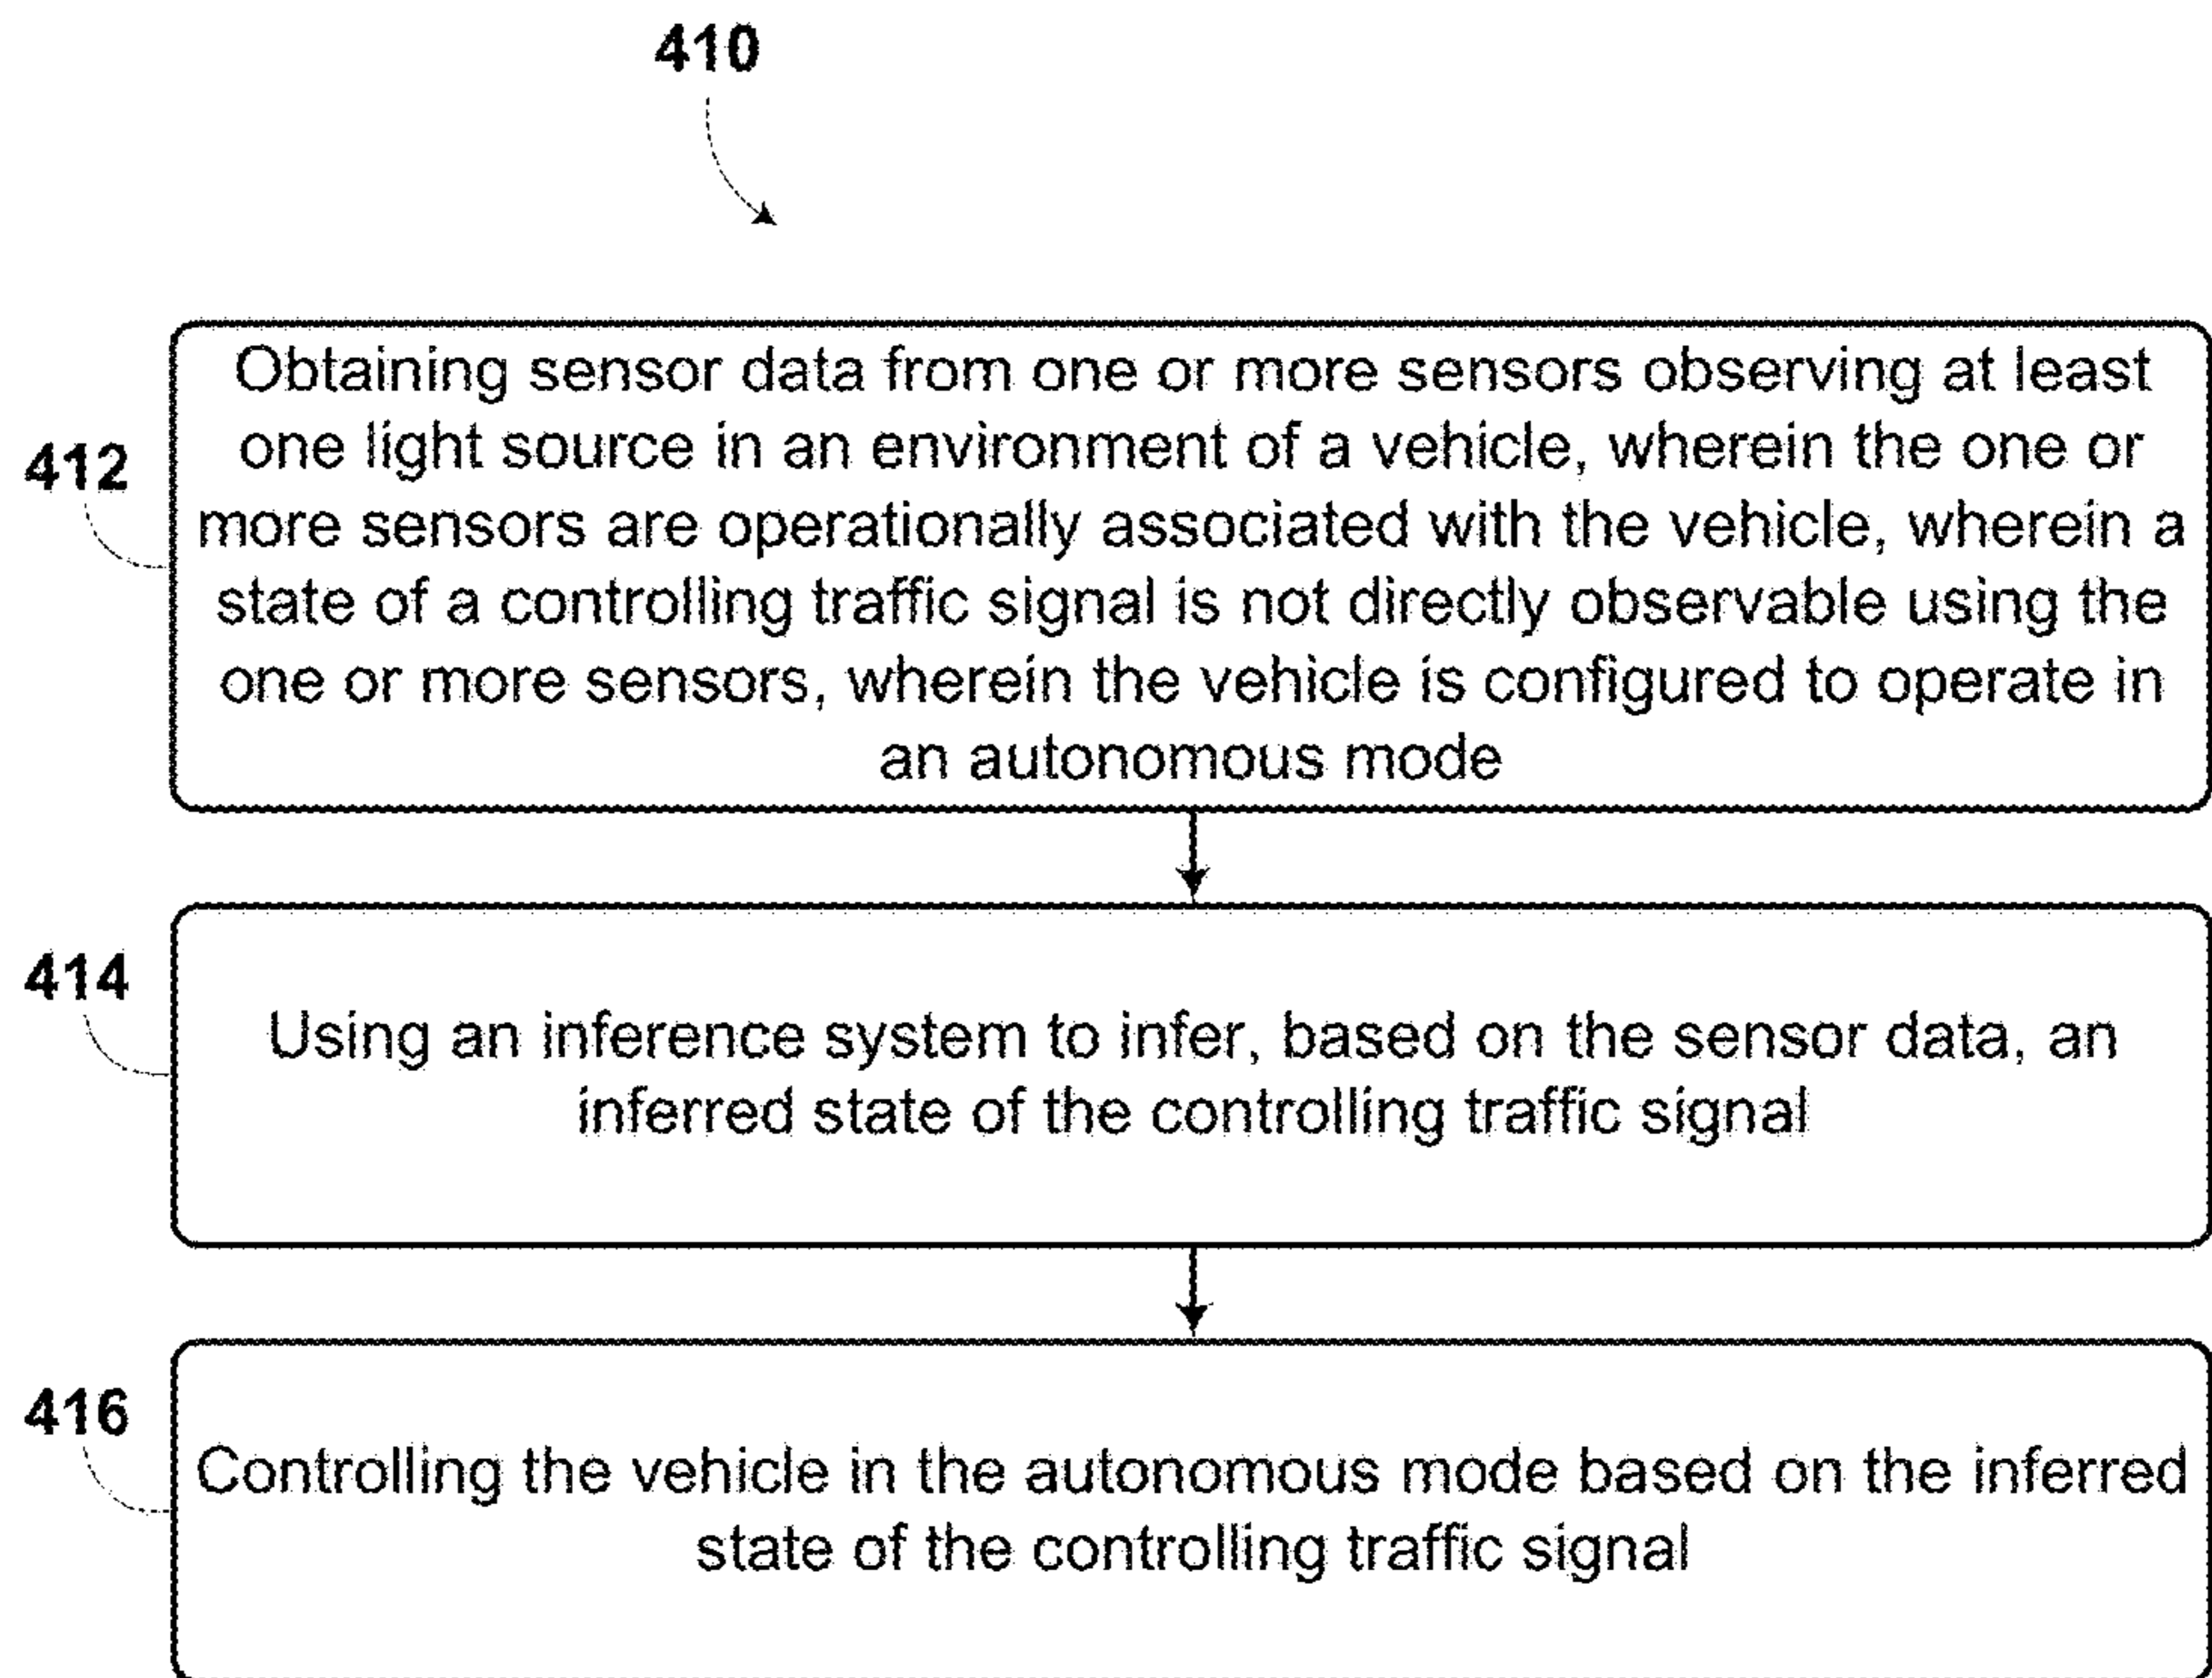 410
412
Obtaining sensor data from one or more sensors observing at least
one light source in an environment of a vehicle, wherein the one or
more sensors are operationally associated with the vehicle, wherein a
state of a controlling traffic signal is not directly observable using the
one or more sensors, wherein the vehicle is configured to operate in
an autonomous mode
414
Using an inference system to infer, based on the sensor data, an
inferred state of the controlling traffic signal
416
Controlling the vehicle in the autonomous mode based on the inferred
state of the controlling traffic signal